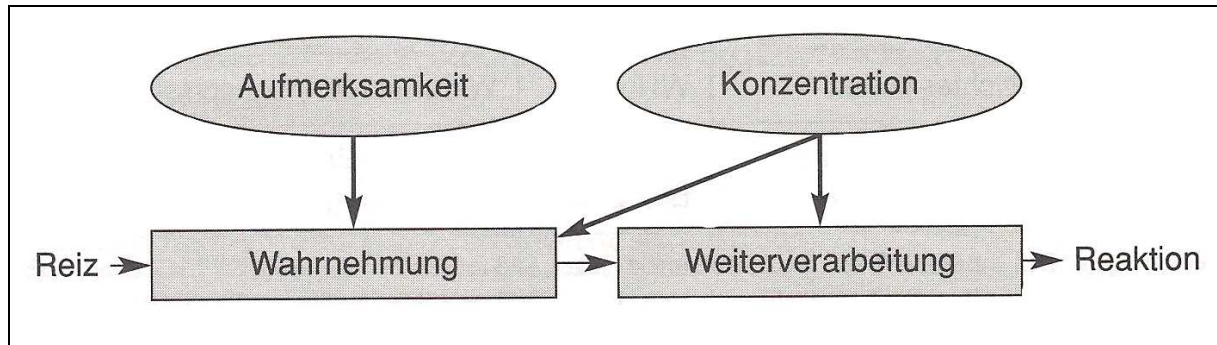 Aufmerksamkeit
Konzentration
Reiz
Wahrnehmung
Weiterverarbeitung
Reaktion